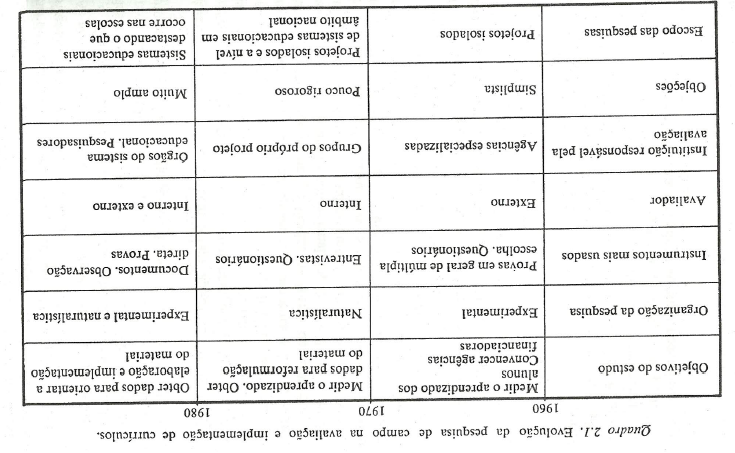 Quadro 2.1. Evolução da pesquisa de campo na avaliação e implementação de currículos.
1960
1970
1980
Objetivos do estudo
Medir o aprendizado dos
alunos
Convencer agências
financiadoras
Medir o aprendizado. Obter
dados para reformulação
do material
Obter dados para orientar a
elaboração e implementação
do material
Organização da pesquisa
Experimental
Naturalística
Experimental e naturalística
Instrumentos mais usados
Provas em geral de múltipla
escolha. Questionários
Entrevistas. Questionários
Documentos. Observação
direta. Provas
Avaliador
Externo
Interno
Interno e externo
Instituição responsável pela
avaliação
Agências especializadas
Grupos do próprio projeto
Órgãos do sistema
educacional. Pesquisadores
Objeções
Simplista
Pouco rigoroso
Muito amplo
Escopo das pesquisas
Projetos isolados
Projetos isolados e a nível
de sistemas educacionais em
âmbito nacional
Sistemas educacionais
destacando o que
ocorre nas escolas